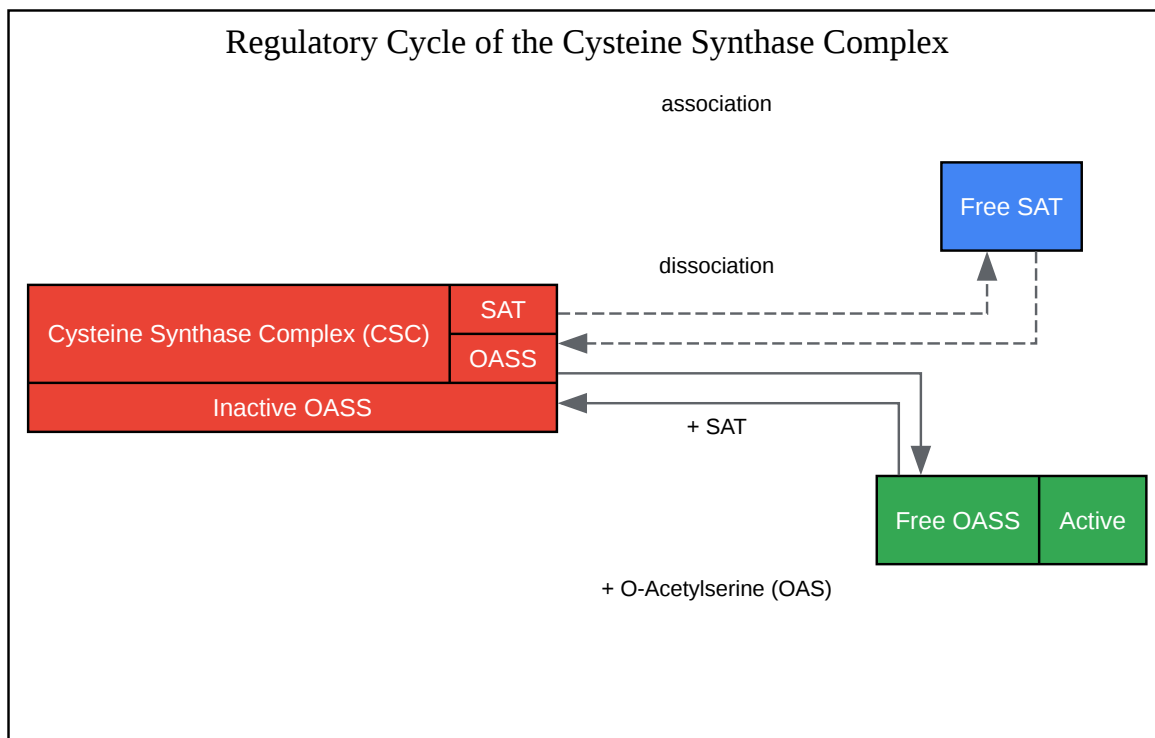 Regulatory Cycle of the Cysteine Synthase Complex
association
Free SAT
dissociation
Cysteine Synthase Complex (CSC)
SAT
OASS
Inactive OASS
+ SAT
Free OASS
Active
+ O-Acetylserine (OAS)